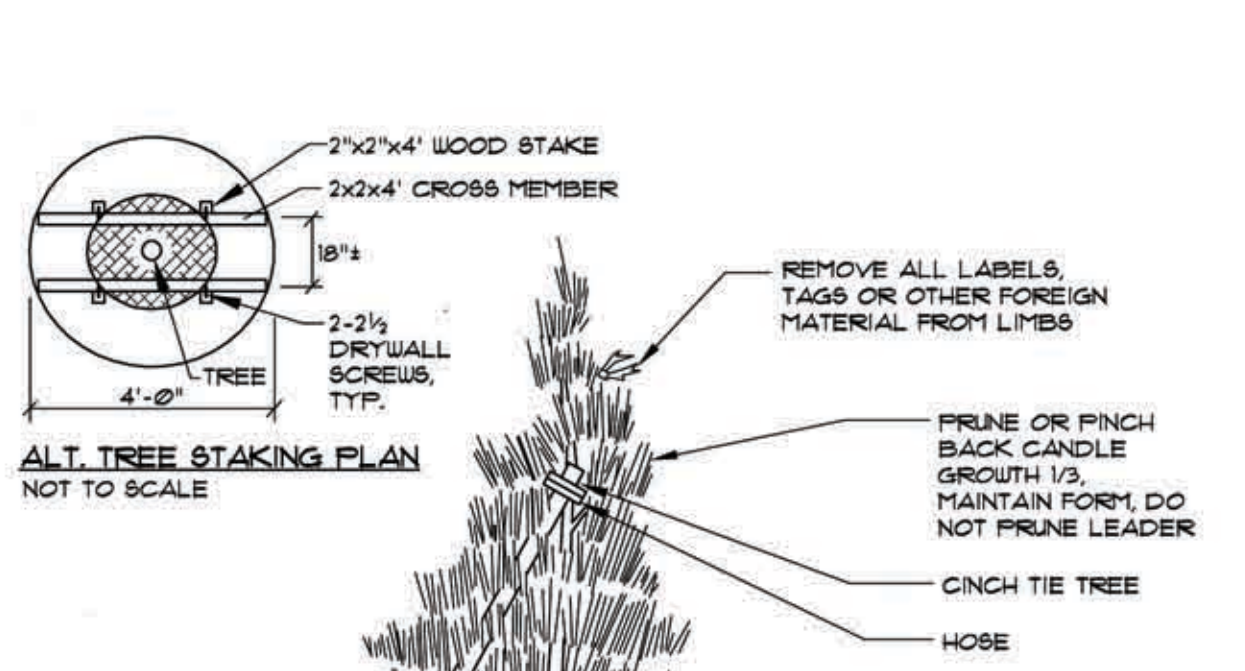 2"x2"x4' WOOD STAKE
2x2x4' CROSS MEMBER
18"±
2-2½
DRYWALL
SCREWS,
TYP.
TREE
4'-0"
ALT. TREE STAKING PLAN
NOT TO SCALE
REMOVE ALL LABELS,
TAGS OR OTHER FOREIGN
MATERIAL FROM LIMBS
PRUNE OR PINCH
BACK CANDLE
GROWTH 1/3,
MAINTAIN FORM, DO
NOT PRUNE LEADER
CINCH TIE TREE
HOSE